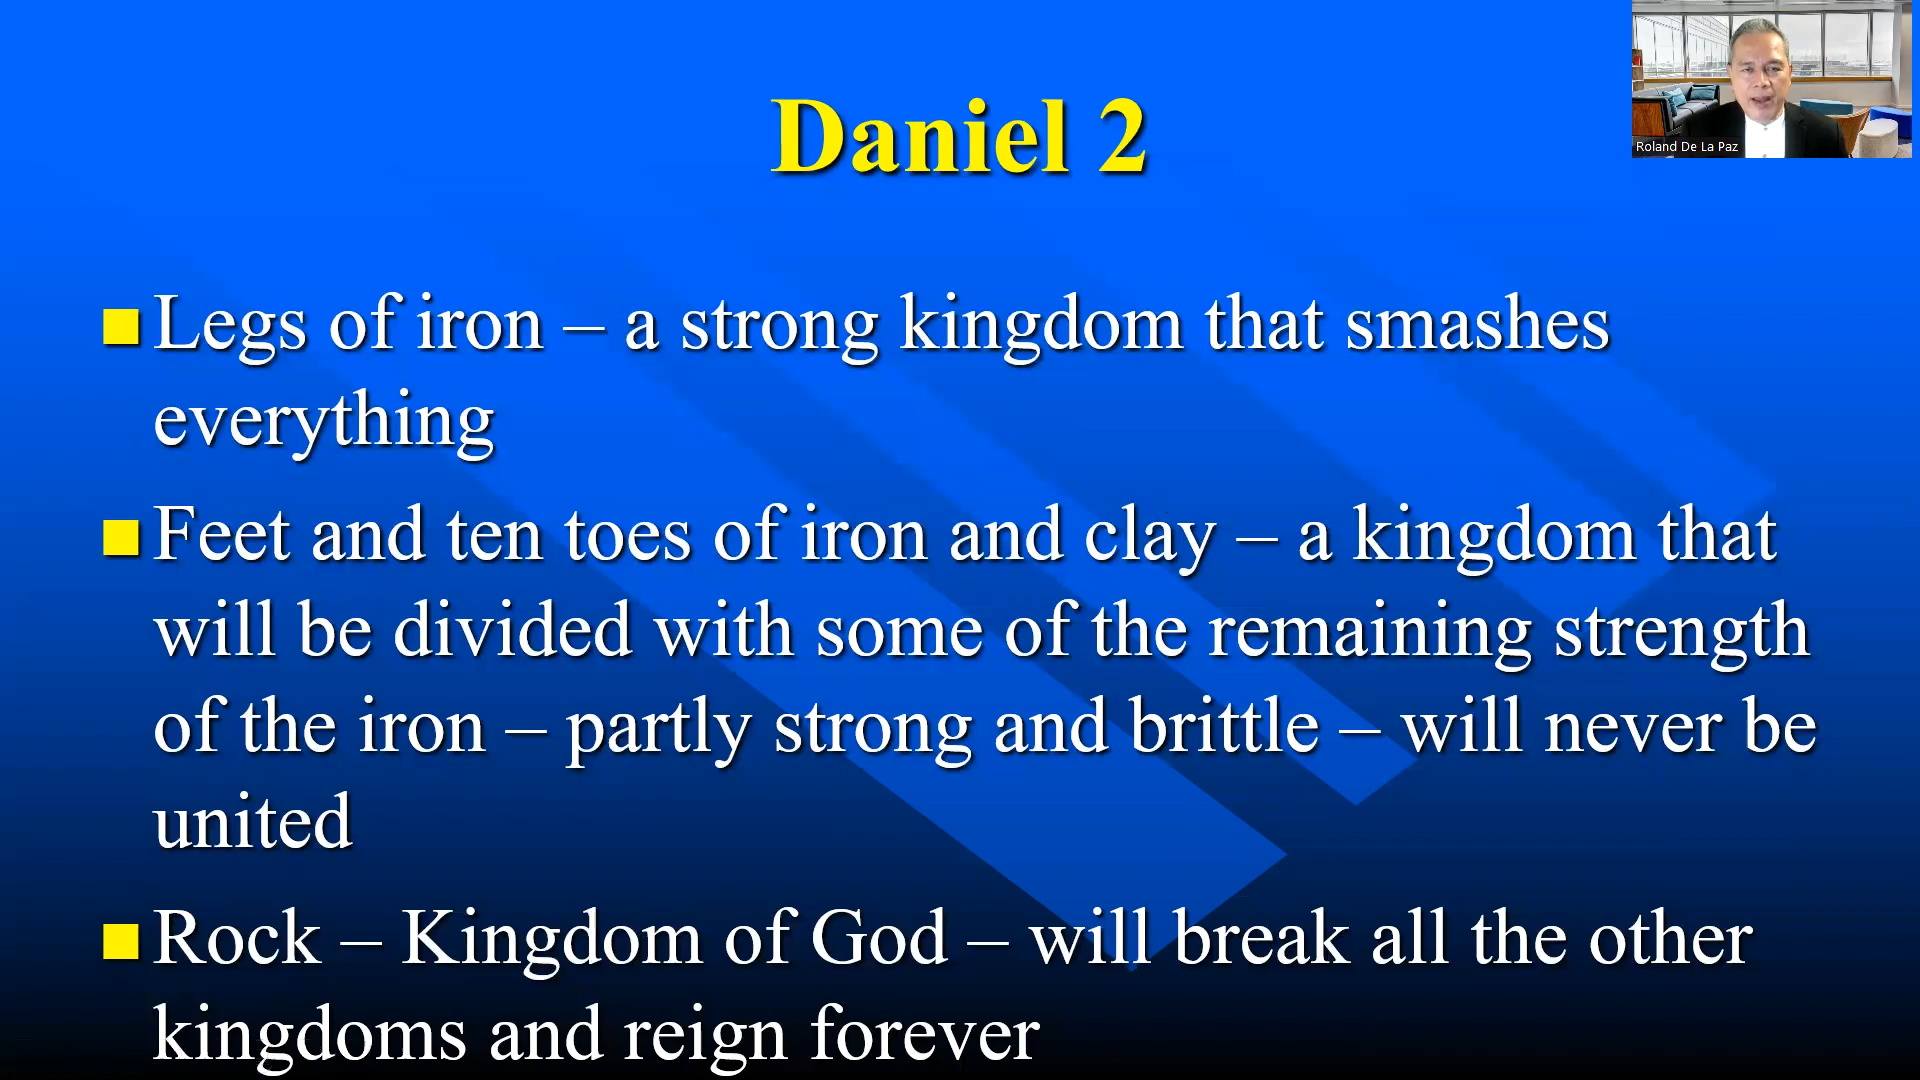 Daniel 2
Roland De La Paz
Legs of iron – a strong kingdom that smashes
everything
Feet and ten toes of iron and clay – a kingdom that
will be divided with some of the remaining strength
of the iron – partly strong and brittle – will never be
united
Rock – Kingdom of God – will break all the other
kingdoms and reign forever